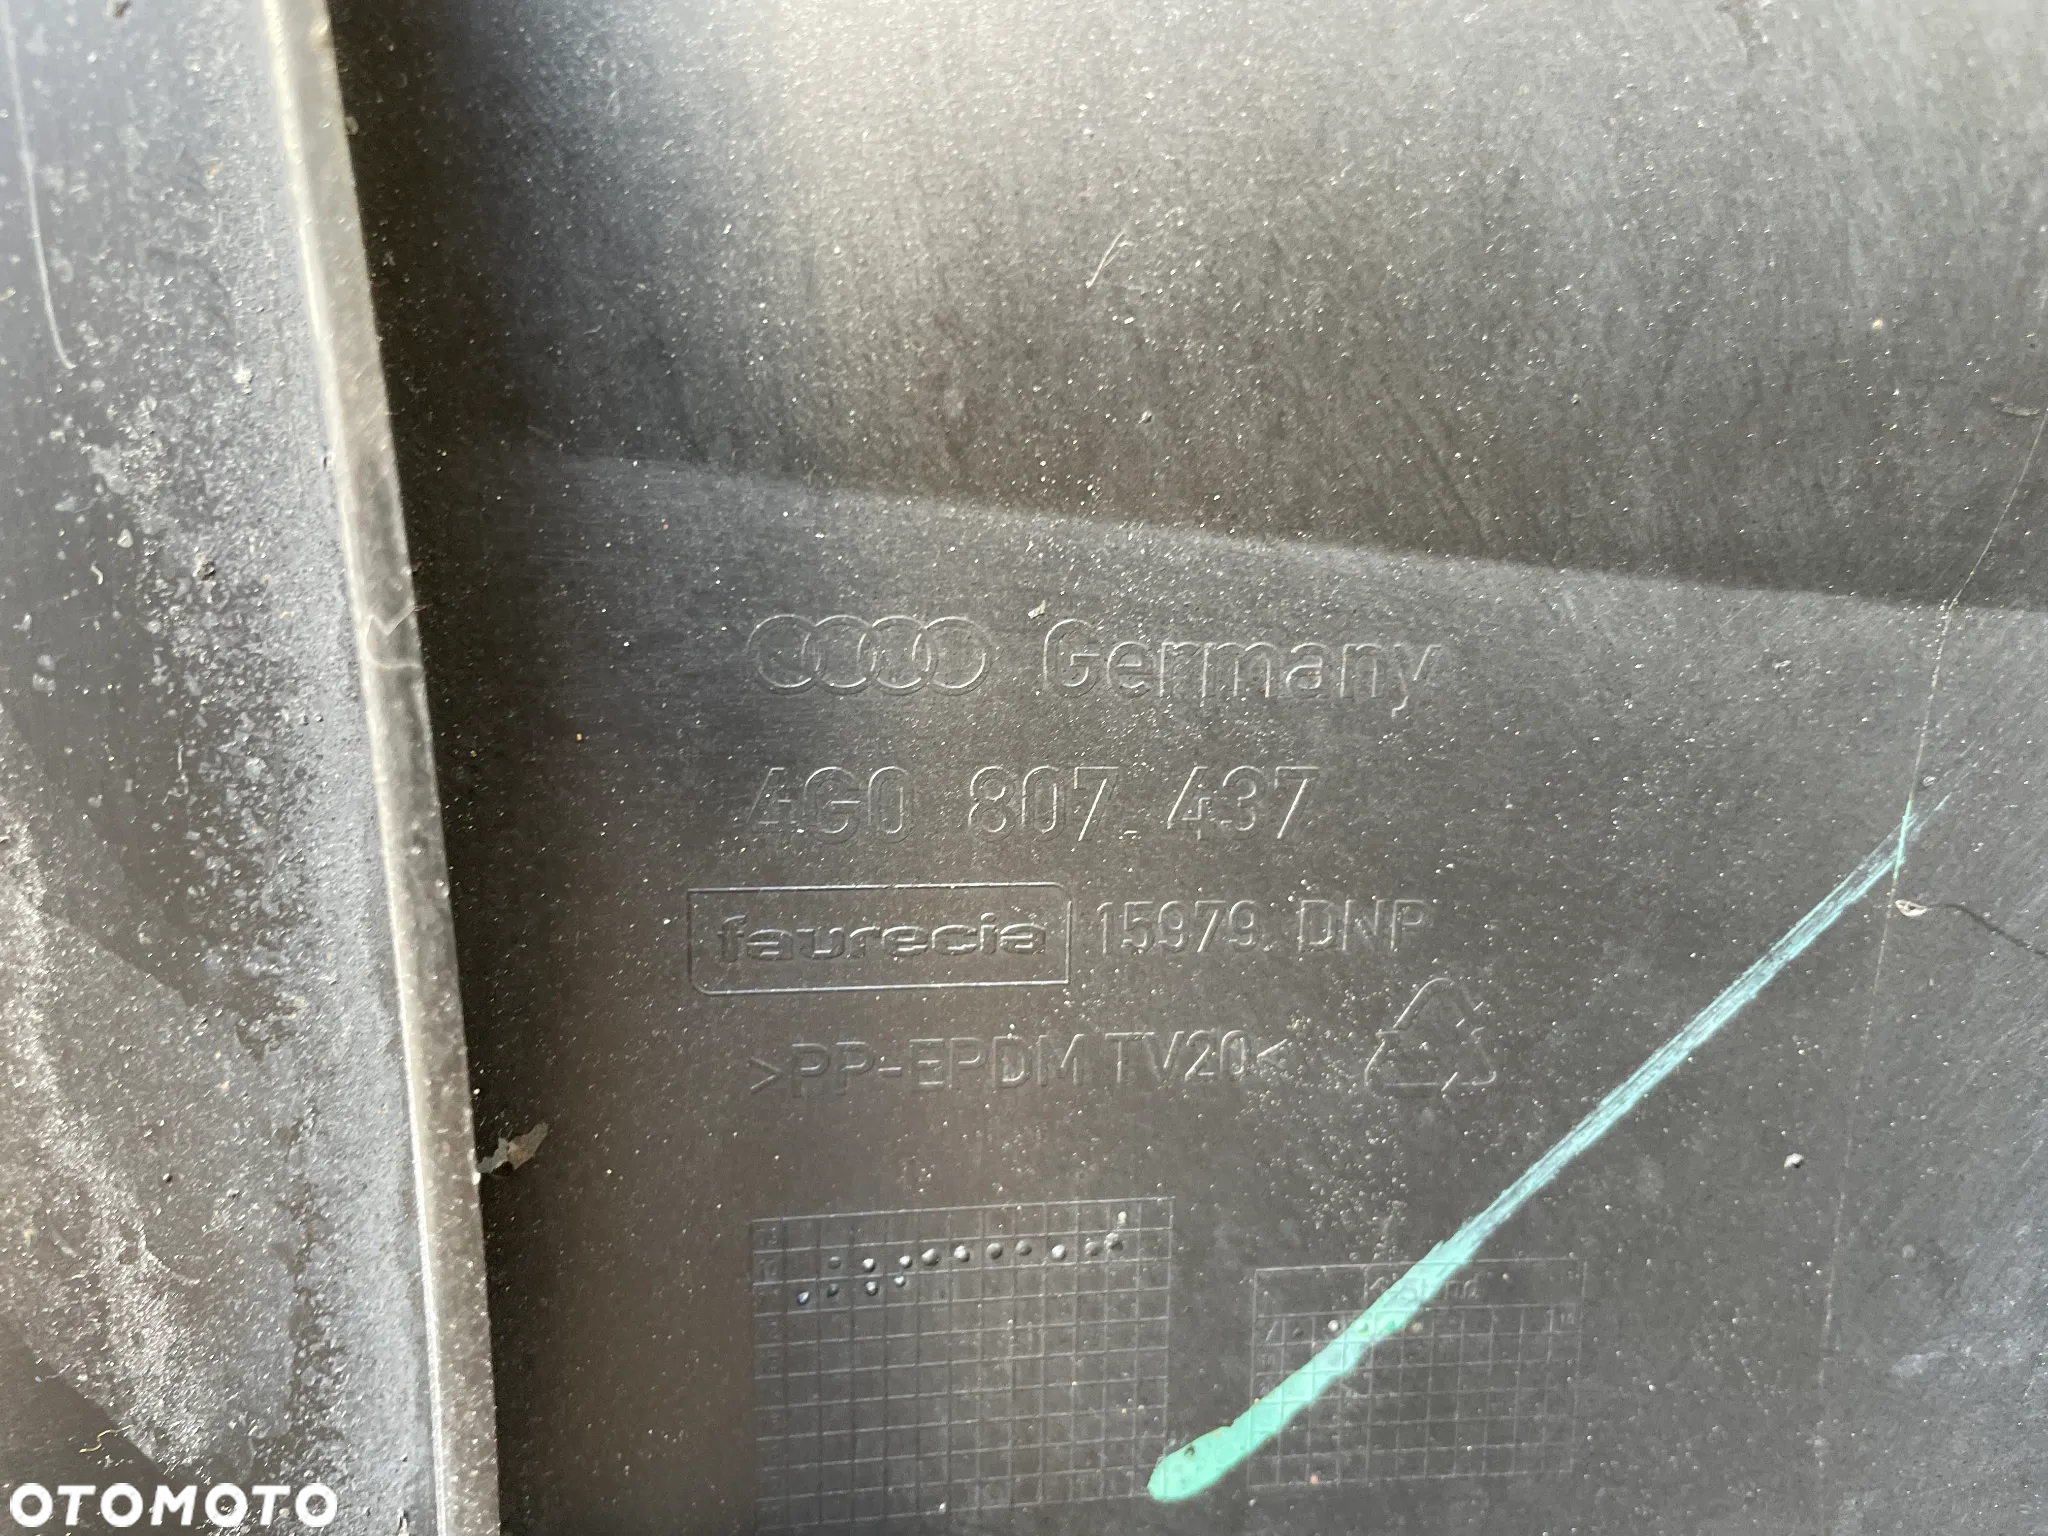 Germany
4G0 807 437
faurecia 15979 DNP
>PP-EPDM TV20<
OTOMOTO